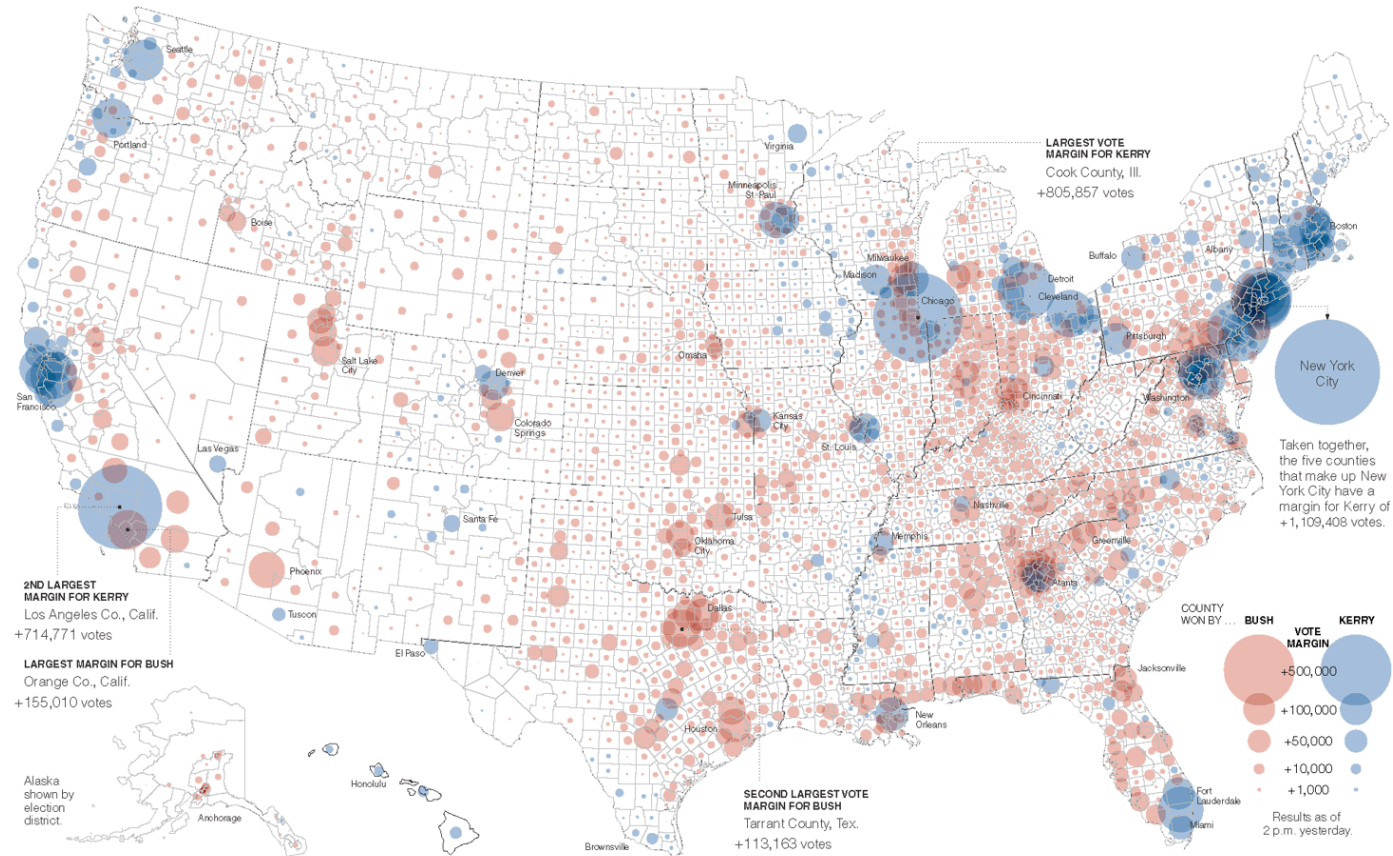 Seattle
Portland
Virginia
LARGEST VOTE
MARGIN FOR KERRY
Cook County, Ill.
+805,857 votes
Minneapolis
St. Paul
Boise
Boston
Albany
Buffalo
Milwaukee
Madison
Detroit
Chicago
Cleveland
Pittsburgh
Omaha
Salt Lake
City
Denver
New York
City
San
Francisco
Colorado
Springs
Kansas
City
Cincinnati
Washington
St. Louis
Las Vegas
Taken together,
the five counties
that make up New
York City have a
margin for Kerry of
+1,109,408 votes.
Santa Fe
Tulsa
Nashville
Oklahoma
City
Memphis
Greenville
Phoenix
Atlanta
2ND LARGEST
MARGIN FOR KERRY
Los Angeles Co., Calif.
+714,771 votes
Tuscon
Dallas
COUNTY
WON BY ... BUSH VOTE MARGIN KERRY
+500,000
+100,000
+50,000
+10,000
+1,000
Results as of
2 p.m. yesterday.
El Paso
LARGEST MARGIN FOR BUSH
Orange Co., Calif.
+155,010 votes
Jacksonville
Houston
New
Orleans
Alaska
shown by
election
district.
Anchorage
Honolulu
SECOND LARGEST VOTE
MARGIN FOR BUSH
Tarrant County, Tex.
+113,163 votes
Fort
Lauderdale
Miami
Brownsville